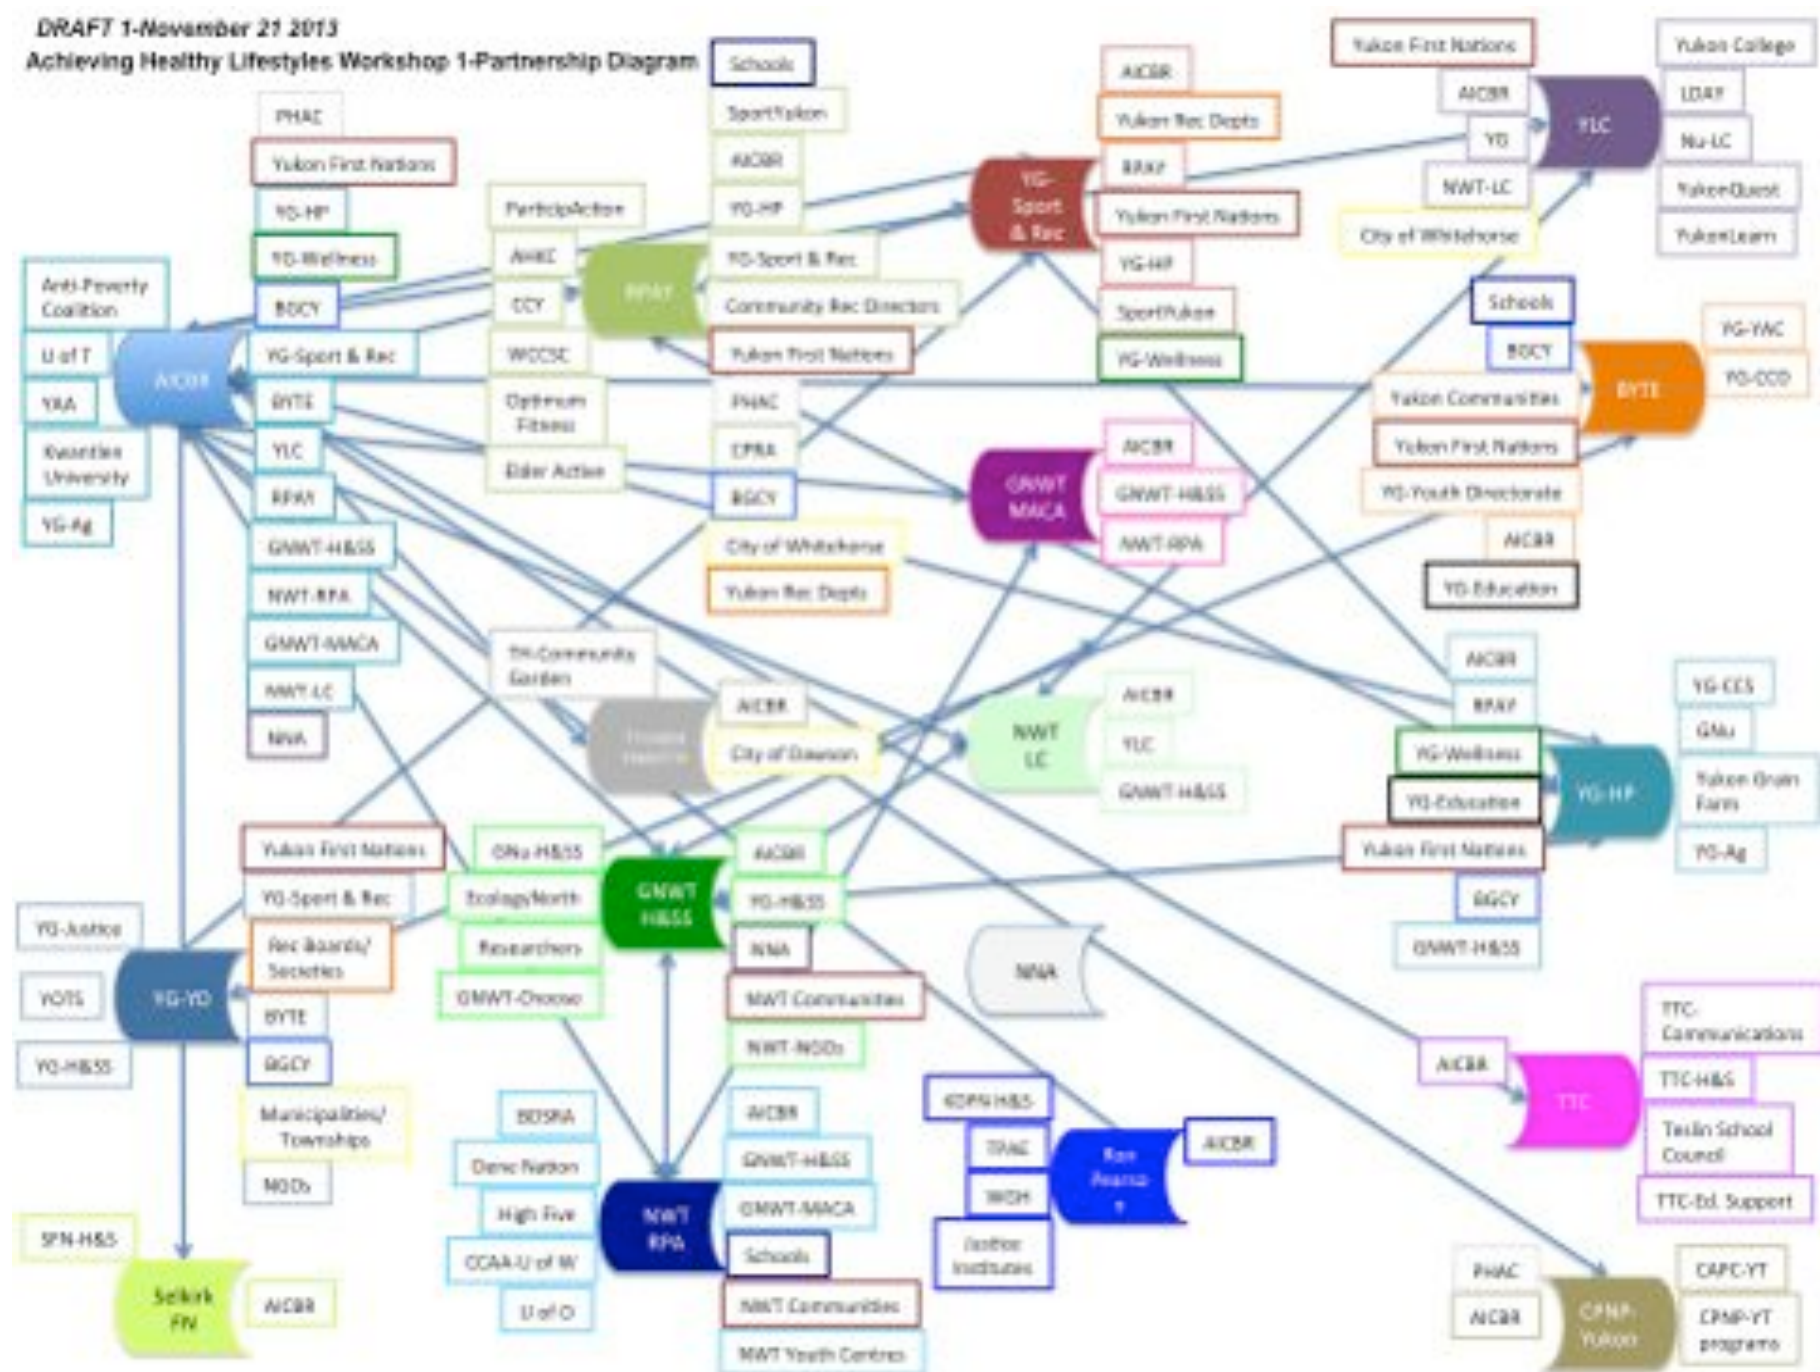 DRAFT 1-November 21 2013
Achieving Healthy Lifestyles Workshop 1-Partnership Diagram
PHAC
Yukon First Nations
YG-HP
YG-Wellness
BGCY
YG-Sport & Rec
BYTE
YLC
RPAY
GNWT-H&SS
NWT-RPA
GNWT-MACA
NWT-LC
NNA
Anti-Poverty
Coalition
U of T
YAA
Kwantlen
University
YG-Ag
AICBR
ParticipAction
AHKC
CCY
WCCSC
Optimum
Fitness
Elder Active
RPAY
Schools
SportYukon
AICBR
YG-HP
YG-Sport & Rec
Community Rec Directors
Yukon First Nations
PHAC
CPRA
BGCY
City of Whitehorse
Yukon Rec Depts
YG-
Sport
& Rec
AICBR
Yukon Rec Depts
RPAY
Yukon First Nations
YG-HP
SportYukon
YG-Wellness
Yukon First Nations
AICBR
YG
NWT-LC
City of Whitehorse
YLC
Yukon College
LDAY
Nu-LC
YukonQuest
YukonLearn
Schools
BGCY
Yukon Communities
Yukon First Nations
YG-Youth Directorate
AICBR
YG-Education
BYTE
YG-YAC
YG-CCO
GNWT
MACA
AICBR
GNWT-H&SS
NWT-RPA
TH-Community
Garden
AICBR
City of Dawson
NWT
LC
AICBR
YLC
GNWT-H&SS
AICBR
RPAY
YG-Wellness
YG-Education
Yukon First Nations
BGCY
GNWT-H&SS
YG-HP
YG-CCS
GNu
Yukon Grain
Farm
YG-Ag
Yukon First Nations
YG-Sport & Rec
Rec Boards/
Societies
BYTE
BGCY
Municipalities/
Townships
NGOs
YG-Justice
YOTS
YG-H&SS
YG-YD
GNu-H&SS
EcologyNorth
Researchers
GNWT-Choose
GNWT
H&SS
AICBR
YG-H&SS
NNA
NWT Communities
NWT-NGOs
NNA
AICBR
TTC
TTC-
Communications
TTC-H&S
Teslin School
Council
TTC-Ed. Support
BDSRA
Dene Nation
High Five
CCAA-U of W
U of O
NWT
RPA
AICBR
GNWT-H&SS
GNWT-MACA
Schools
NWT Communities
NWT Youth Centres
KDFN H&S
WGH
Justice
Institutes
Ron
AICBR
SFN-H&S
Selkirk
FN
AICBR
PHAC
AICBR
CPNP-
Yukon
CAPC-YT
CPNP-YT
programs